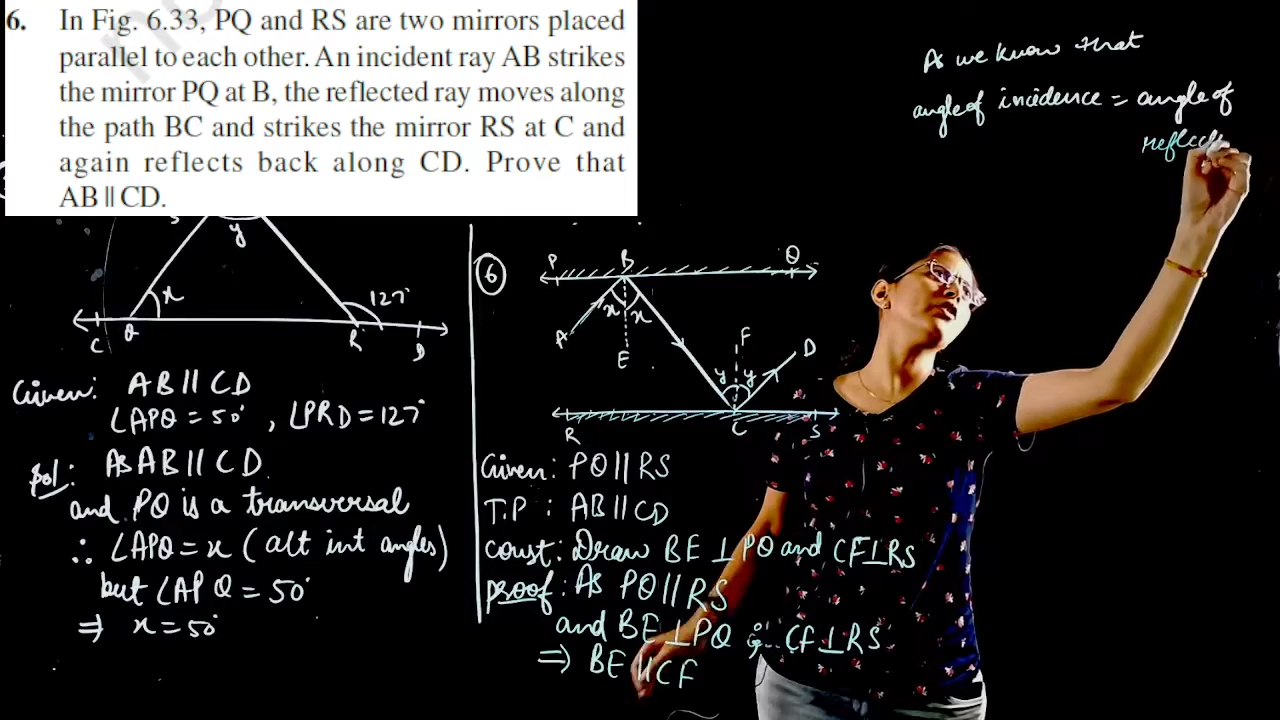 6. In Fig. 6.33, PQ and RS are two mirrors placed
parallel to each other. An incident ray AB strikes
the mirror PQ at B, the reflected ray moves along
the path BC and strikes the mirror RS at C and
again reflects back along CD. Prove that
AB || CD.
y
x
127°
C Q R D
Given: AB || CD
∠APQ = 50°, ∠PRD = 127°
Sol: As AB || CD
and PQ is a transversal
∴ ∠APQ = x (alt int angles)
but ∠APQ = 50°
⇒ x = 50°
6
P B Q
A x x
E
F
D
y y
R C S
Given: PQ || RS
T.P: AB || CD
Const: Draw BE ⊥ PQ and CF ⊥ RS
Proof: As PQ || RS
and BE ⊥ PQ CF ⊥ RS
⇒ BE || CF
As we know that
angle of incidence = angle of